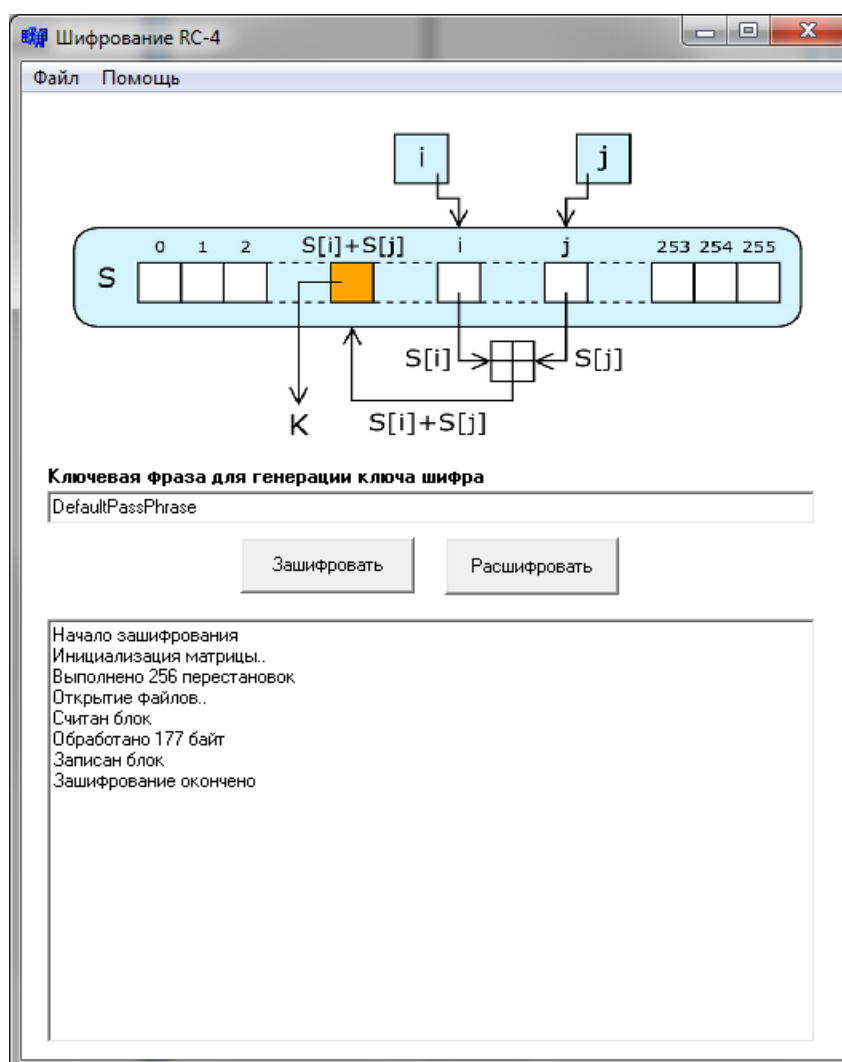 Шифрование RC-4
Файл Помощь
i j
0 1 2 S[i]+S[j] i j 253 254 255
S
S[i] S[j]
K S[i]+S[j]
Ключевая фраза для генерации ключа шифра
DefaultPassPhrase
Зашифровать Расшифровать
Начало зашифрования
Инициализация матрицы..
Выполнено 256 перестановок
Открытие файлов..
Считан блок
Обработано 177 байт
Записан блок
Зашифрование окончено